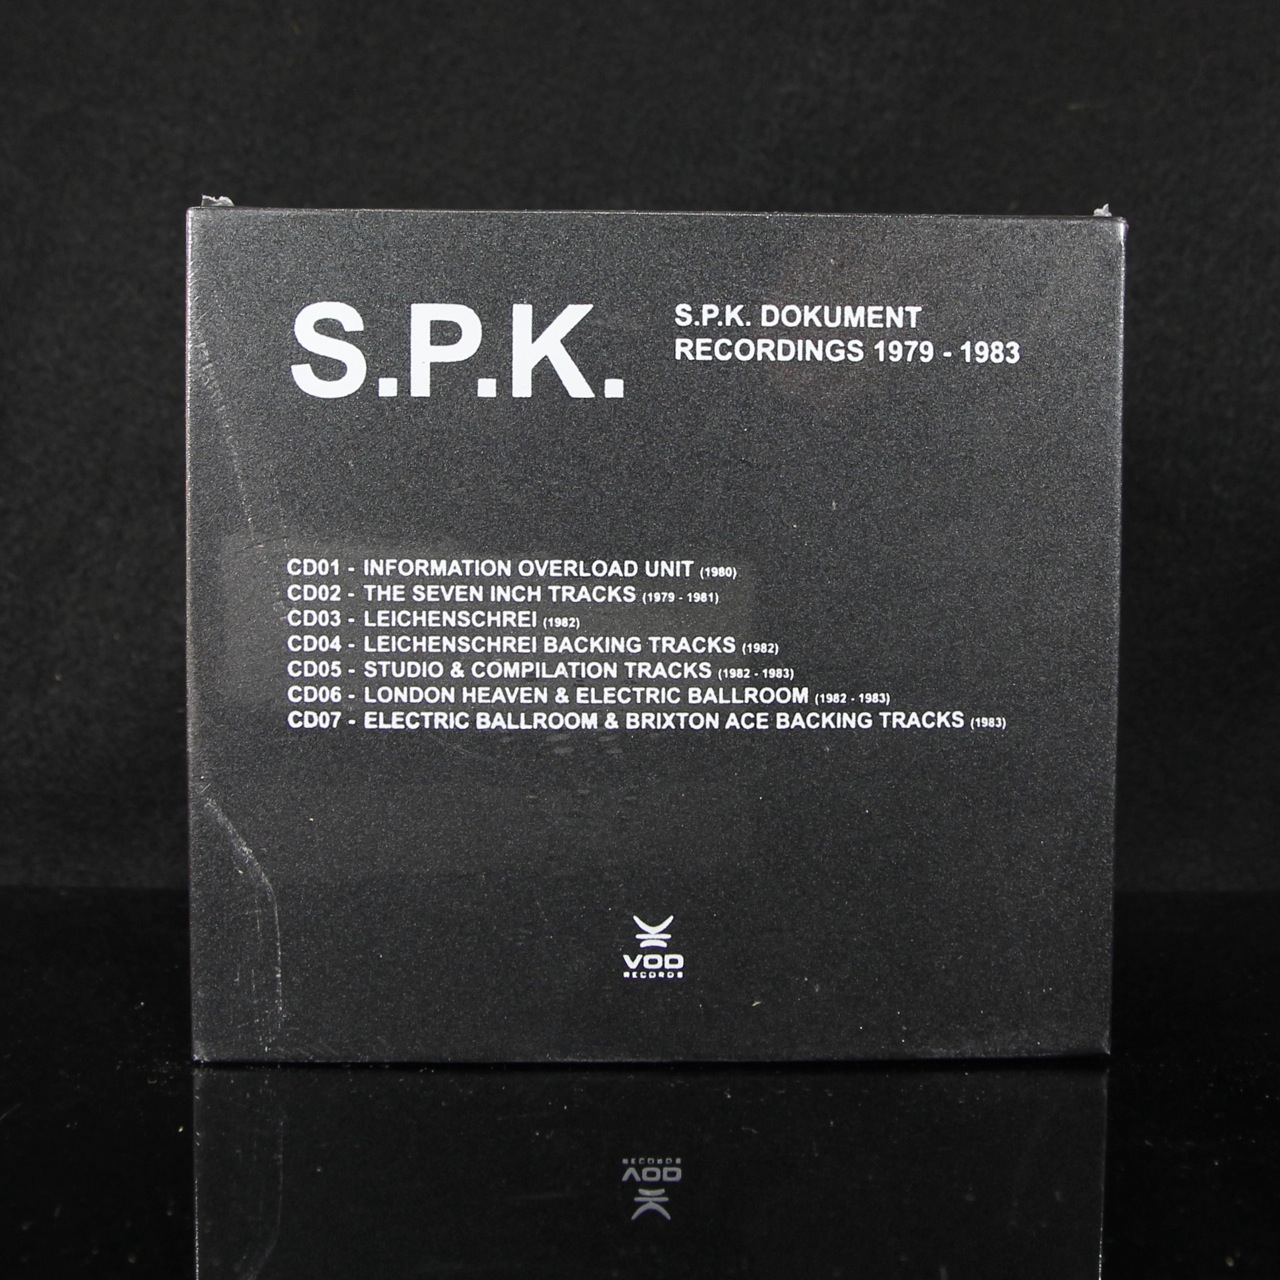 S.P.K.
S.P.K. DOKUMENT
RECORDINGS 1979 - 1983
CD01 - INFORMATION OVERLOAD UNIT (1980)
CD02 - THE SEVEN INCH TRACKS (1979 - 1981)
CD03 - LEICHENSCHREI (1982)
CD04 - LEICHENSCHREI BACKING TRACKS (1982)
CD05 - STUDIO & COMPILATION TRACKS (1982 - 1983)
CD06 - LONDON HEAVEN & ELECTRIC BALLROOM (1982 - 1983)
CD07 - ELECTRIC BALLROOM & BRIXTON ACE BACKING TRACKS (1983)
VOD
RECORDS